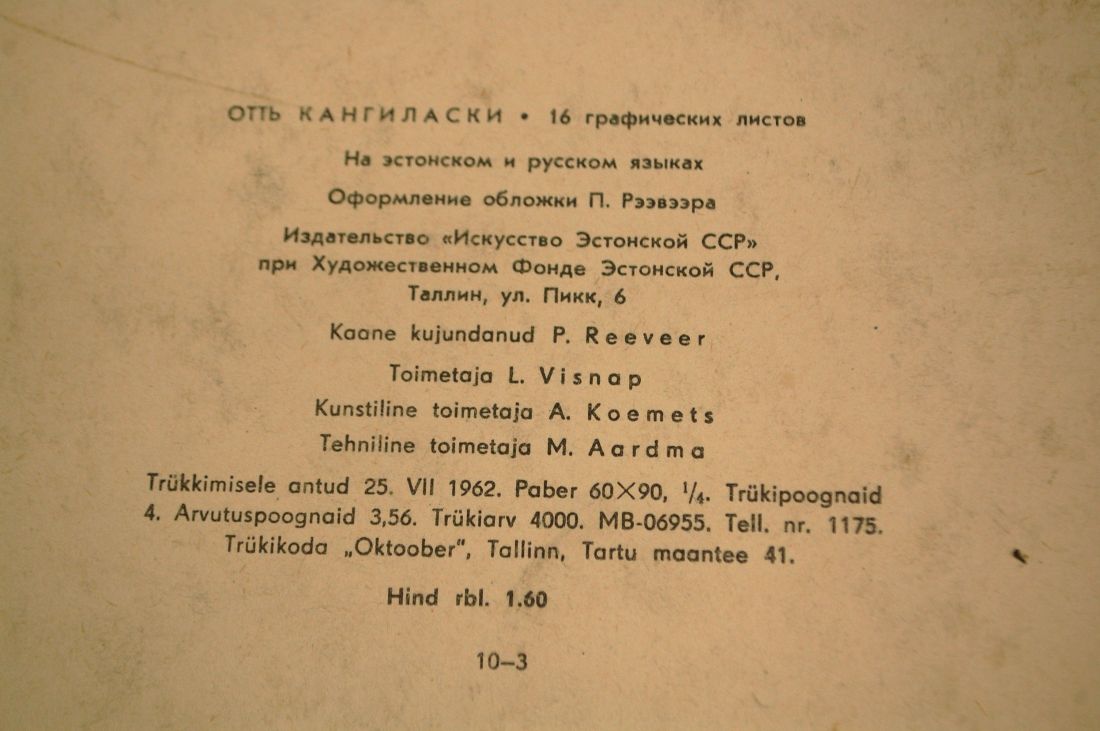 ОТТЬ КАНГИЛАСКИ • 16 графических листов
На эстонском и русском языках
Оформление обложки П. Рээвээра
Издательство «Искусство Эстонской ССР»
при Художественном Фонде Эстонской ССР,
Таллин, ул. Пикк, 6
Kaane kujundanud P. Reeveer
Toimetaja L. Visnap
Kunstiline toimetaja A. Koemets
Tehniline toimetaja M. Aardma
Trükkimisele antud 25. VII 1962. Paber 60×90, ¹/₄. Trükipoognaid
4. Arvutuspoognaid 3,56. Trükiarv 4000. MB-06955. Tell. nr. 1175.
Trükikoda „Oktoober", Tallinn, Tartu maantee 41.
Hind rbl. 1.60
10—3